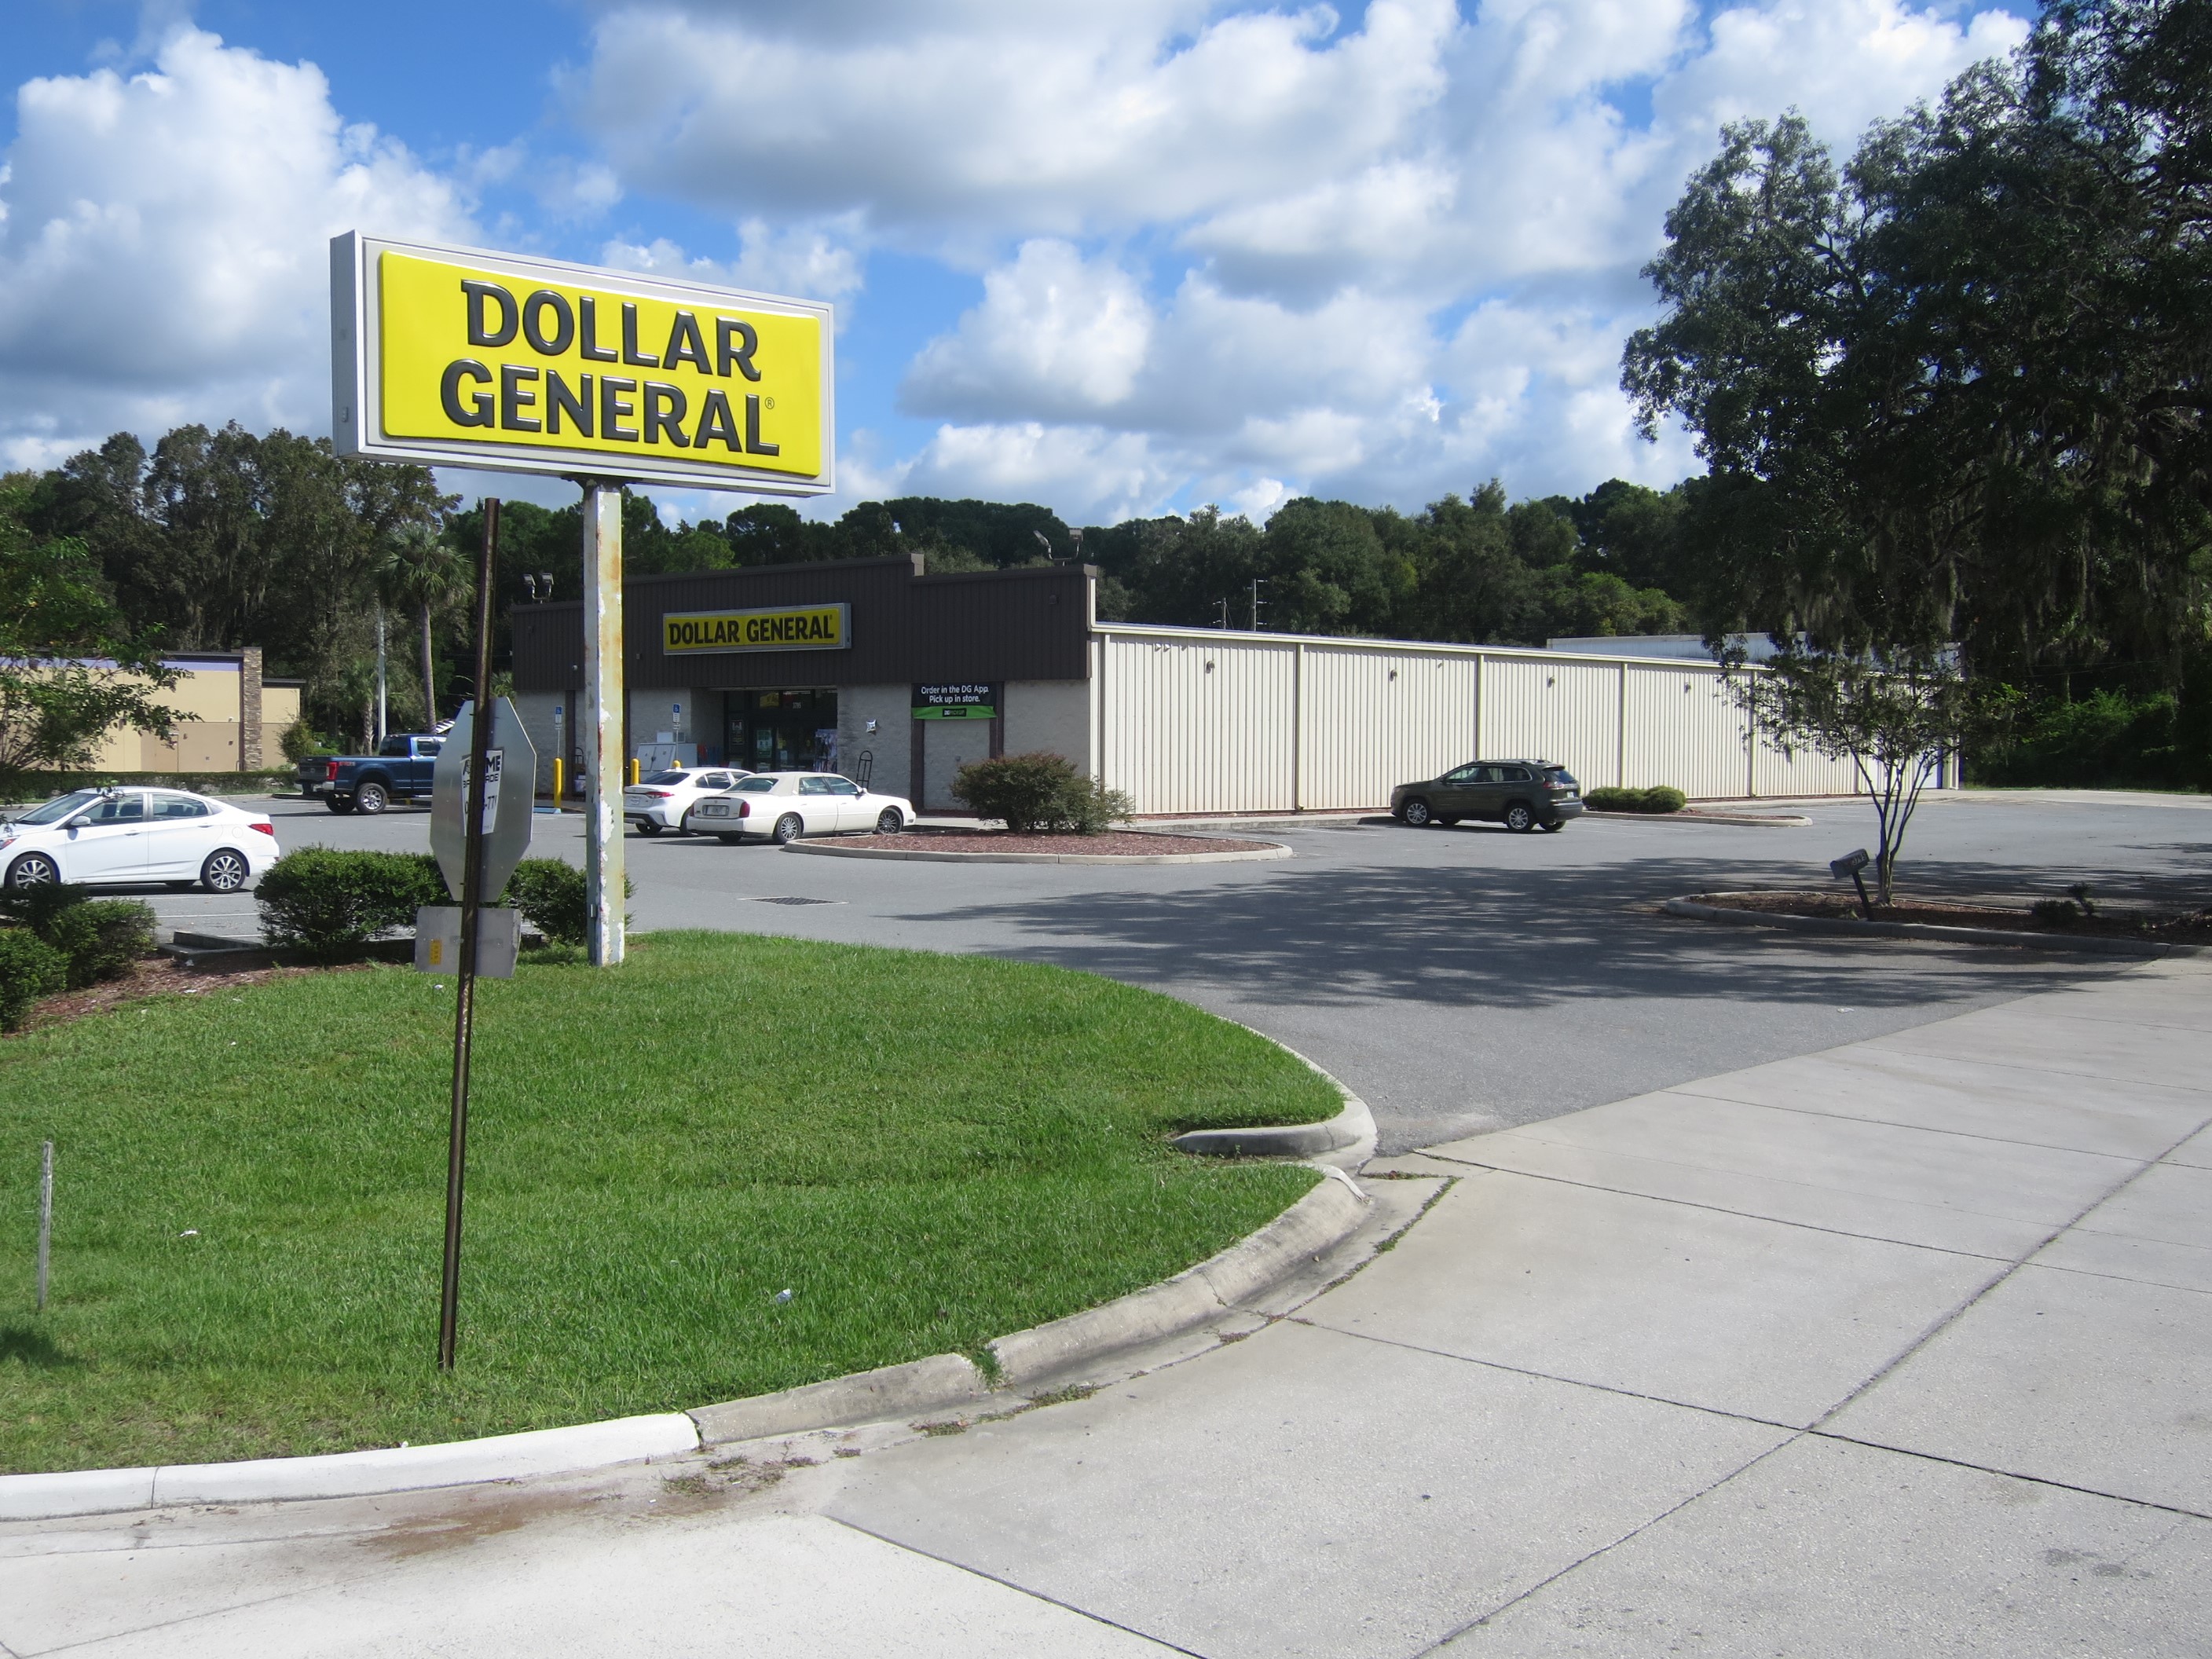 DOLLAR
GENERAL®
DOLLAR GENERAL
Order in the DG App.
Pick up in store.